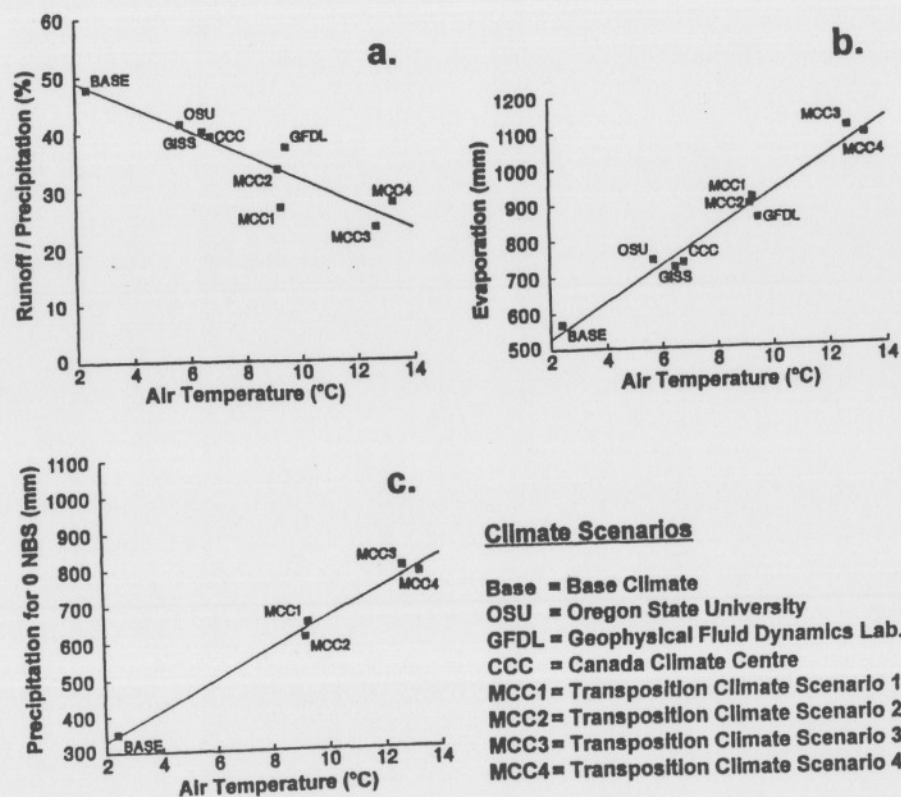 a.
Runoff / Precipitation (%)
60
50
40
30
20
10
0
BASE
OSU
GISS
CCC
GFDL
MCC2
MCC1
MCC4
MCC3
2 4 6 8 10 12 14
Air Temperature (°C)
b.
Evaporation (mm)
1200
1100
1000
900
800
700
600
500
MCC3
MCC4
MCC1
MCC2
GFDL
OSU
CCC
GISS
BASE
2 4 6 8 10 12 14
Air Temperature (°C)
c.
Precipitation for 0 NBS (mm)
1100
1000
900
800
700
600
500
400
300
MCC3
MCC4
MCC1
MCC2
BASE
2 4 6 8 10 12 14
Air Temperature (°C)
Climate Scenarios
Base = Base Climate
OSU = Oregon State University
GFDL = Geophysical Fluid Dynamics Lab.
CCC = Canada Climate Centre
MCC1 = Transposition Climate Scenario 1
MCC2 = Transposition Climate Scenario 2
MCC3 = Transposition Climate Scenario 3
MCC4 = Transposition Climate Scenario 4